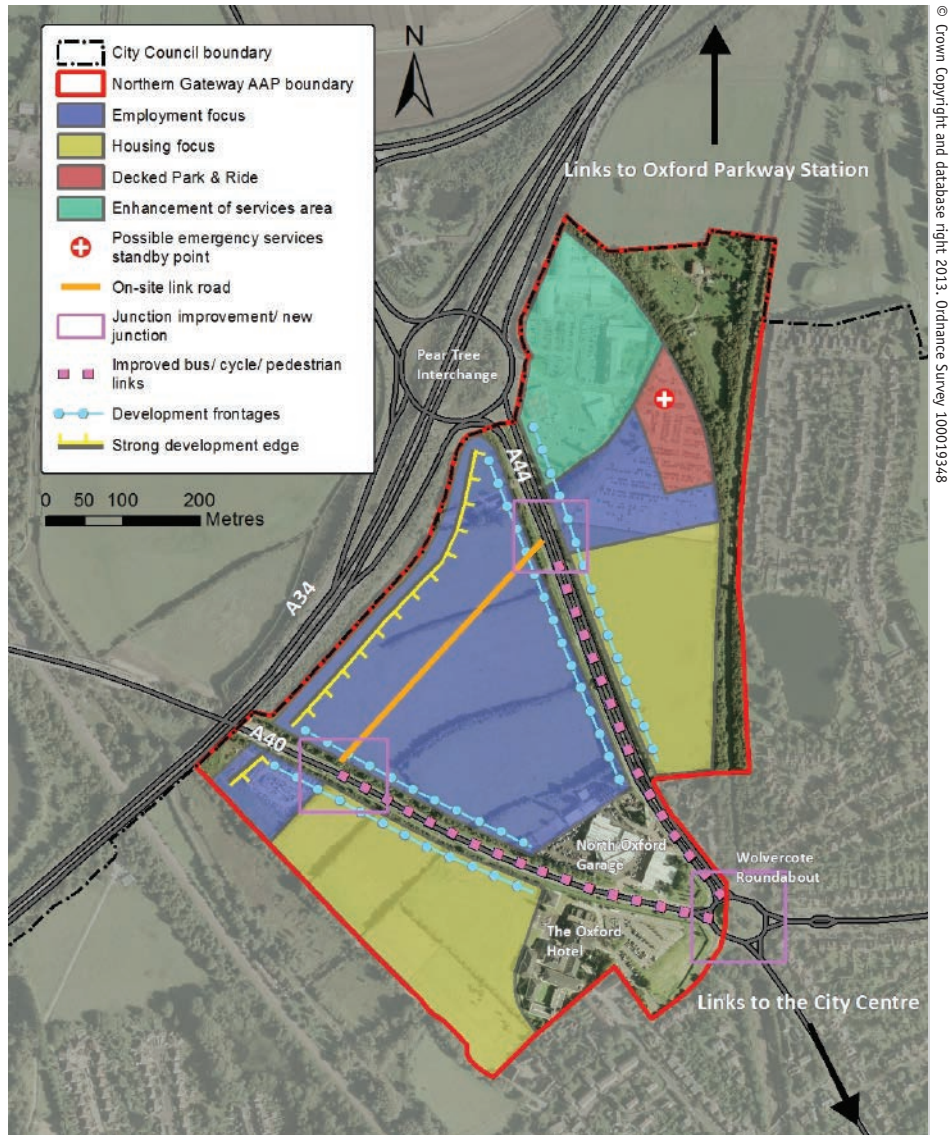 City Council boundary
Northern Gateway AAP boundary
Employment focus
Housing focus
Decked Park & Ride
Enhancement of services area
Possible emergency services
standby point
On-site link road
Junction improvement/ new
junction
Improved bus/ cycle/ pedestrian
links
Development frontages
Strong development edge
0 50 100 200
Metres
N
Links to Oxford Parkway Station
Pear Tree
Interchange
A44
A34
A40
North Oxford
Garage
Wolvercote
Roundabout
The Oxford
Hotel
Links to the City Centre
© Crown Copyright and database right 2013. Ordnance Survey 100019348